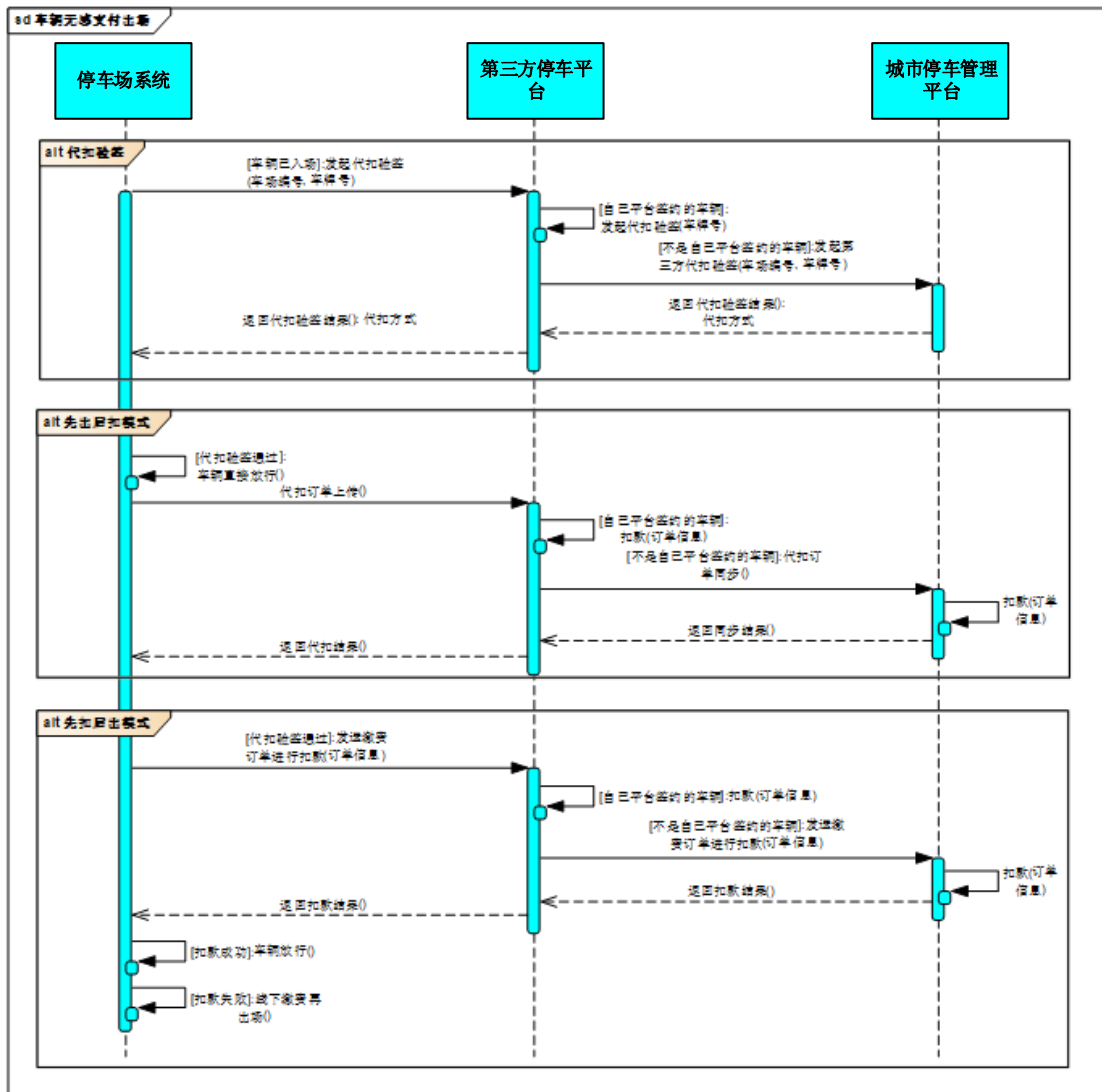 sd 车辆无感支付出场
停车场系统
第三方停车平
台
城市停车管理
平台
alt 代扣验签
[车辆已入场]:发起代扣验签
(车场编号, 车牌号)
[自己平台签约的车辆]:
发起代扣验签(车牌号)
[不是自己平台签约的车辆]:发起第
三方代扣验签(车场编号, 车牌号)
返回代扣验签结果():
代扣方式
返回代扣验签结果(): 代扣方式
alt 先出后扣模式
[代扣验签通过]:
车辆直接放行()
代扣订单上传()
[自己平台签约的车辆]:
扣款(订单信息)
[不是自己平台签约的车辆]:代扣订
单同步()
扣款(订单
信息)
返回同步结果()
返回代扣结果()
alt 先扣后出模式
[代扣验签通过]:发送缴费
订单进行扣款(订单信息)
[自己平台签约的车辆]:扣款(订单信息)
[不是自己平台签约的车辆]:发送缴
费订单进行扣款(订单信息)
扣款(订单
信息)
返回扣款结果()
返回扣款结果()
[扣款成功]:车辆放行()
[扣款失败]:线下缴费再
出场()